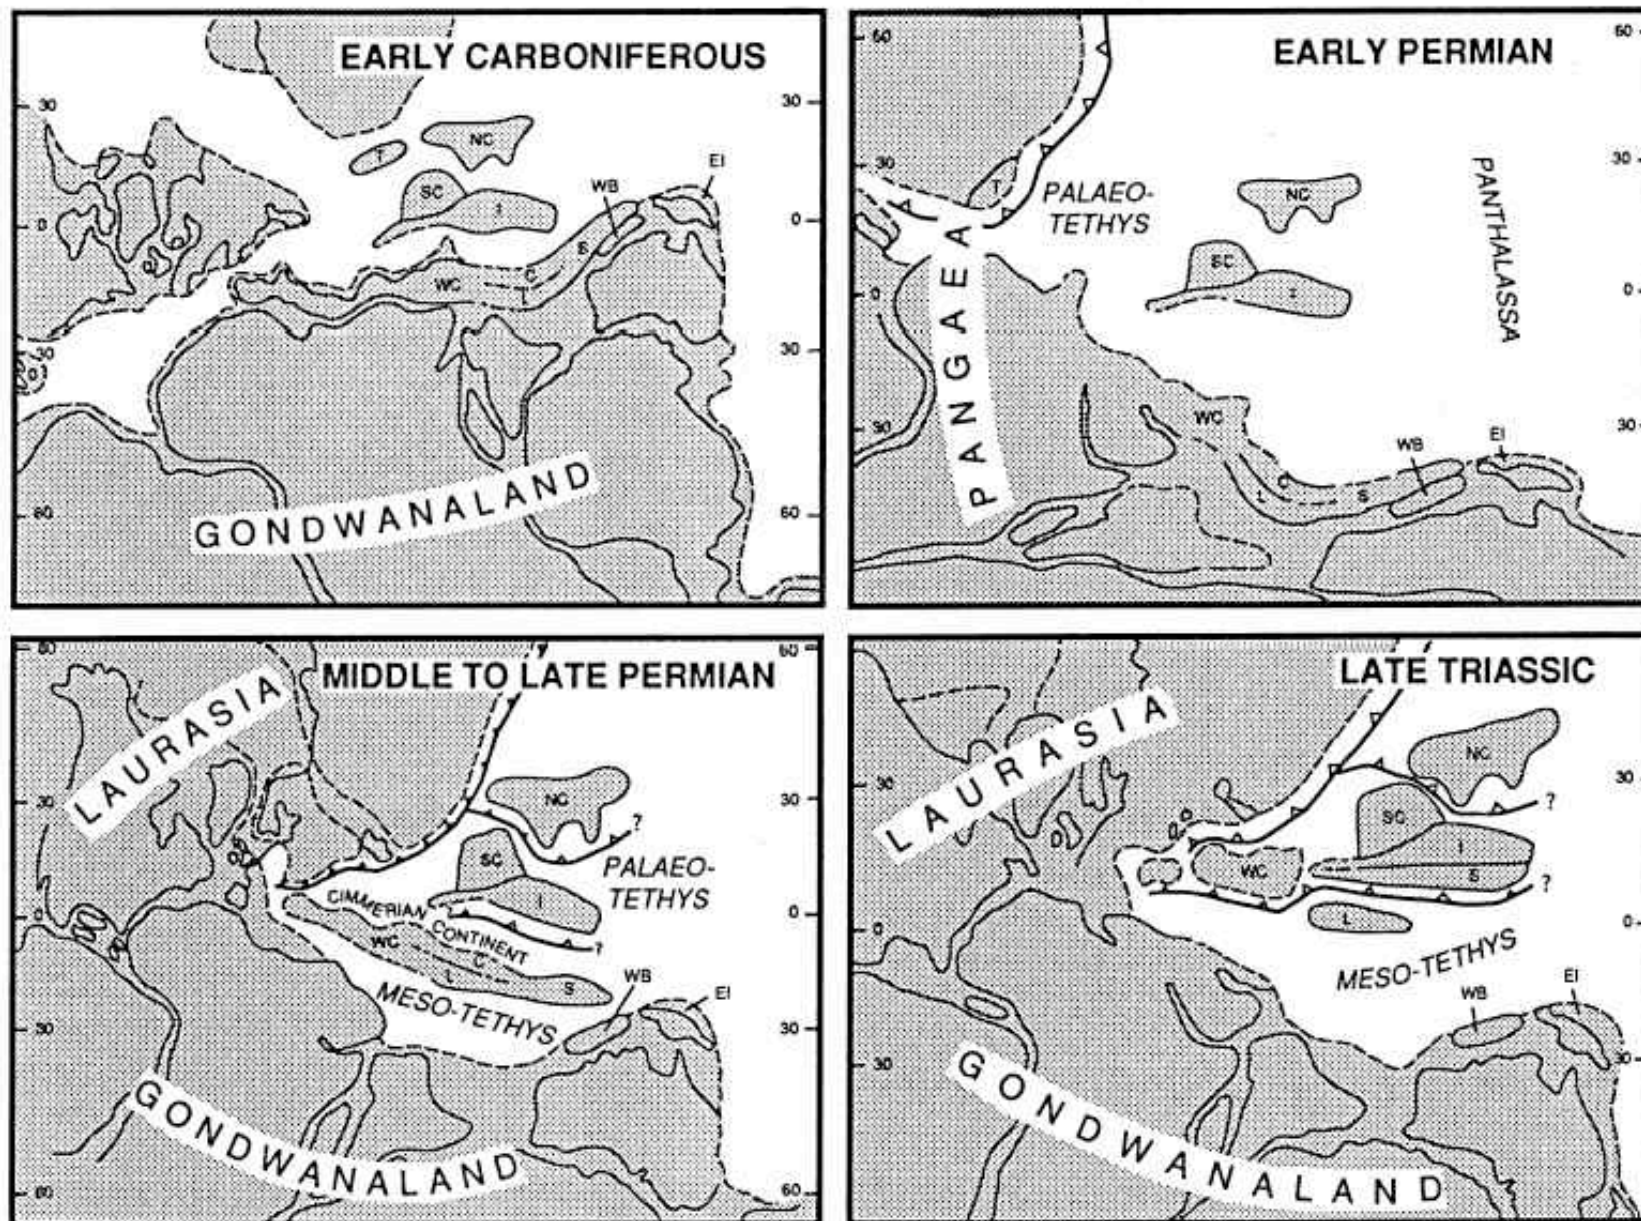 EARLY CARBONIFEROUS
30
30
NC
T
EI
SC
WB
I
0
0
S
C
WC
L
30
30
GONDWANALAND
60
60
EARLY PERMIAN
60
60
30
30
T
PALAEO-
TETHYS
NC
PANTHALASSA
SC
I
0
0
PANGAEA
WC
30
30
WB
EI
L
C
S
MIDDLE TO LATE PERMIAN
60
60
LAURASIA
30
30
NC
?
SC
PALAEO-
TETHYS
I
0
0
CIMMERIAN
CONTINENT
?
WC
C
L
S
WB
EI
MESO-TETHYS
30
30
GONDWANALAND
60
60
LATE TRIASSIC
LAURASIA
NC
30
30
?
SC
I
WC
S
?
L
0
0
MESO-TETHYS
WB
EI
30
30
GONDWANALAND